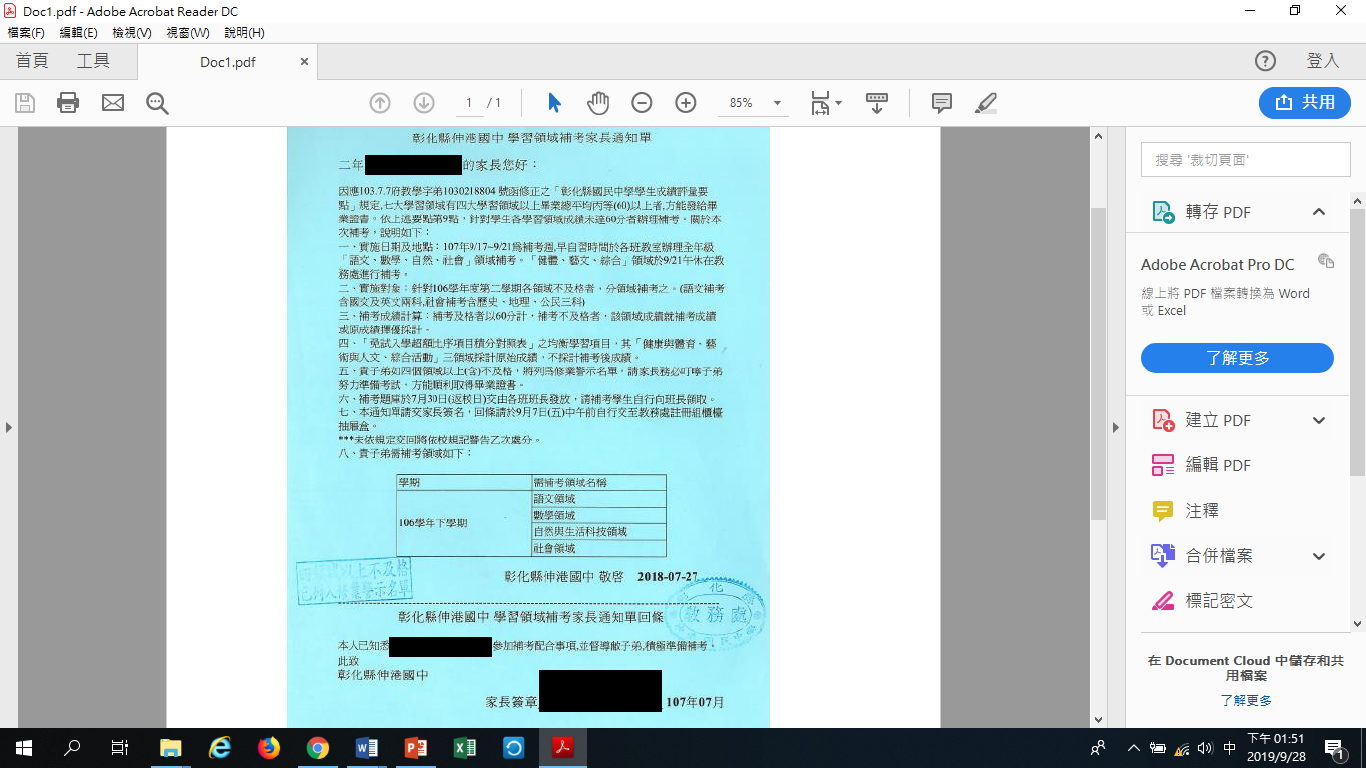 Doc1.pdf - Adobe Acrobat Reader DC
檔案(F) 編輯(E) 檢視(V) 視窗(W) 說明(H)
首頁 工具 Doc1.pdf × ? 登入
1 / 1 85% 共用
彰化縣伸港國中 學習領域補考家長通知單
二年 的家長您好：
因應103.7.7府教學字弟1030218804 號函修正之「彰化縣國民中學學生成績評量要
點」規定,七大學習領域有四大學習領域以上畢業總平均丙等(60)以上者,方能發給畢
業證書。依上述要點第9點，針對學生各學習領域成績未達60分者辦理補考。關於本
次補考，說明如下：
一、實施日期及地點：107年9/17~9/21為補考週,早自習時間於各班教室辦理全年級
「語文、數學、自然、社會」領域補考。「健體、藝文、綜合」領域於9/21午休在教
務處進行補考。
二、實施對象：針對106學年度第二學期各領域不及格者，分領域補考之。(語文補考
含國文及英文兩科,社會補考含歷史、地理、公民三科)
三、補考成績計算：補考及格者以60分計，補考不及格者，該領域成績就補考成績
或原成績擇優採計。
四、「免試入學超額比序項目積分對照表」之均衡學習項目，其「健康與體育、藝
術與人文、綜合活動」三領域採計原始成績，不採計補考後成績。
五、貴子弟如四個領域以上(含)不及格，將列為修業警示名單，請家長務必叮嚀子弟
努力準備考試，方能順利取得畢業證書。
六、補考題庫於7月30日(返校日)交由各班班長發放，請補考學生自行向班長領取。
七、本通知單請交家長簽名，回條請於9月7日(五)中午前自行交至教務處註冊組櫃檯
抽屜盒。
***未依規定交回將依校規記警告乙次處分。
八、貴子弟需補考領域如下：
學期 需補考領域名稱
106學年下學期 語文領域
數學領域
自然與生活科技領域
社會領域
以上不及格
已列入修業警示名單
彰化縣伸港國中 敬啓 2018-07-27
教務處
彰化縣伸港國中 學習領域補考家長通知單回條
本人已知悉 參加補考配合事項,並督導敝子弟,積極準備補考。
此致
彰化縣伸港國中
家長簽章 107年07月
搜尋 '裁切頁面'
轉存 PDF
Adobe Acrobat Pro DC
線上將 PDF 檔案轉換為 Word
或 Excel
了解更多
建立 PDF
編輯 PDF
注釋
合併檔案
標記密文
在 Document Cloud 中儲存和共
用檔案
了解更多
中 下午 01:51
2019/9/28
1